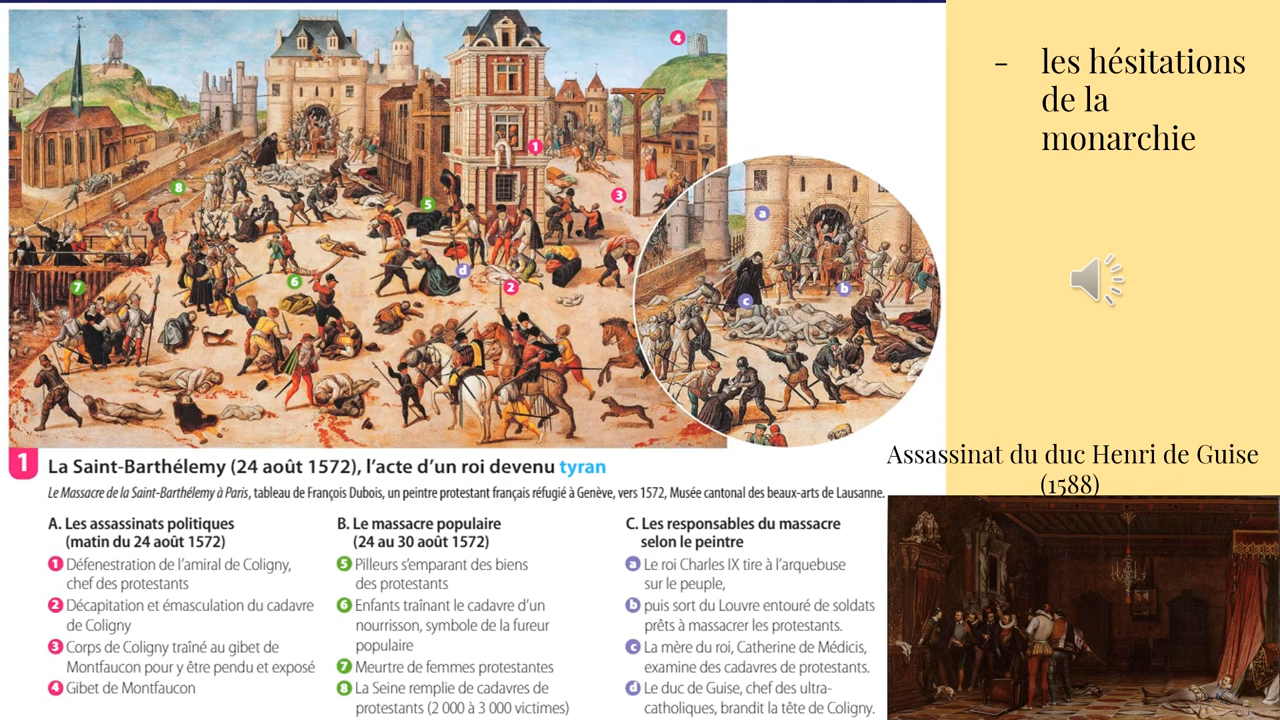 - les hésitations
de la
monarchie
4
1
8
3
5
a
d
2
6
b
7
c
Assassinat du duc Henri de Guise
(1588)
1 La Saint-Barthélemy (24 août 1572), l’acte d’un roi devenu tyran
Le Massacre de la Saint-Barthélemy à Paris, tableau de François Dubois, un peintre protestant français réfugié à Genève, vers 1572, Musée cantonal des beaux-arts de Lausanne.
A. Les assassinats politiques
(matin du 24 août 1572)
1 Défenestration de l’amiral de Coligny,
chef des protestants
2 Décapitation et émasculation du cadavre
de Coligny
3 Corps de Coligny traîné au gibet de
Montfaucon pour y être pendu et exposé
4 Gibet de Montfaucon
B. Le massacre populaire
(24 au 30 août 1572)
5 Pilleurs s’emparant des biens
des protestants
6 Enfants traînant le cadavre d’un
nourrisson, symbole de la fureur
populaire
7 Meurtre de femmes protestantes
8 La Seine remplie de cadavres de
protestants (2 000 à 3 000 victimes)
C. Les responsables du massacre
selon le peintre
a Le roi Charles IX tire à l’arquebuse
sur le peuple,
b puis sort du Louvre entouré de soldats
prêts à massacrer les protestants.
c La mère du roi, Catherine de Médicis,
examine des cadavres de protestants.
d Le duc de Guise, chef des ultra-
catholiques, brandit la tête de Coligny.